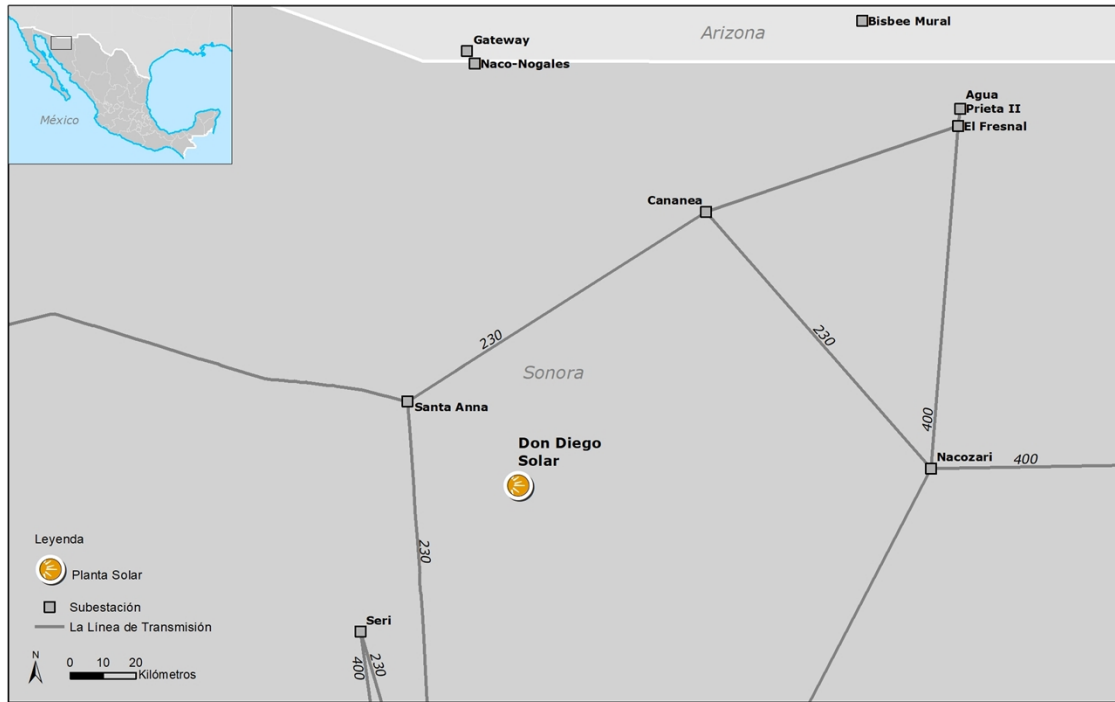 México
Arizona
Bisbee Mural
Gateway
Naco-Nogales
Agua
Prieta II
El Fresnal
Cananea
230
230
Sonora
Santa Anna
400
Don Diego
Solar
Nacozari
400
230
Leyenda
Planta Solar
Subestación
La Línea de Transmisión
Seri
400
230
N
0 10 20
Kilómetros